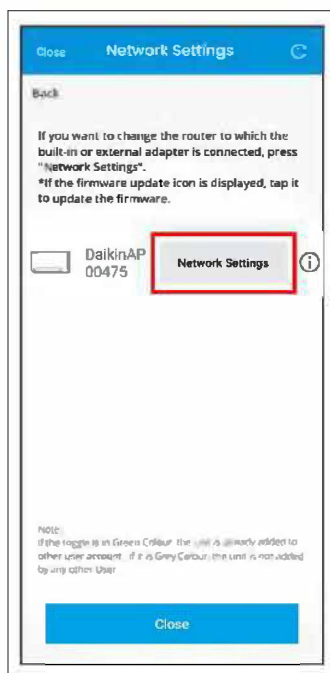 Close Network Settings
Back
If you want to change the router to which the
built-in or external adapter is connected, press
"Network Settings".
*If the firmware update icon is displayed, tap it
to update the firmware.
DaikinAP
00475
Network Settings
Note
If the toggle is in Green Colour, the unit is already added to
other user account. If it is Grey Colour, the unit is not added
by any other User
Close